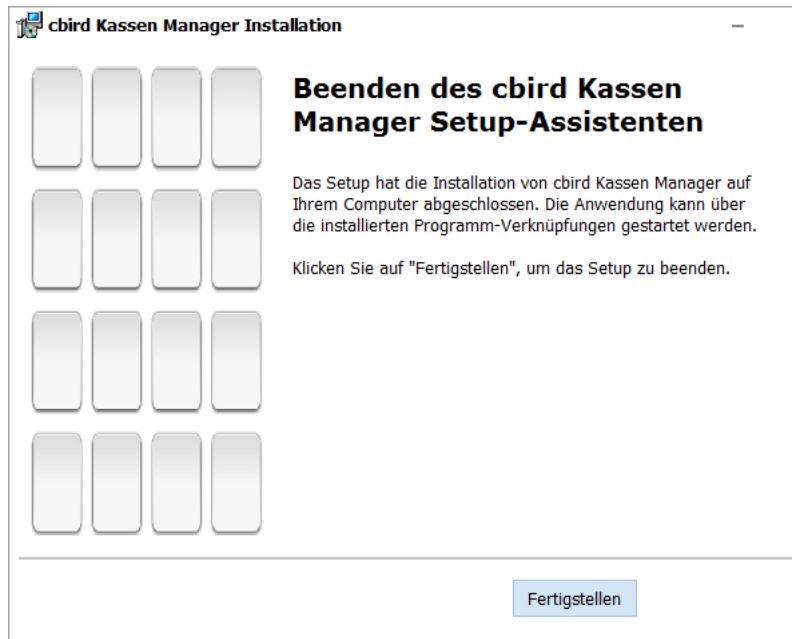 cbird Kassen Manager Installation
Beenden des cbird Kassen
Manager Setup-Assistenten
Das Setup hat die Installation von cbird Kassen Manager auf
Ihrem Computer abgeschlossen. Die Anwendung kann über
die installierten Programm-Verknüpfungen gestartet werden.
Klicken Sie auf "Fertigstellen", um das Setup zu beenden.
Fertigstellen